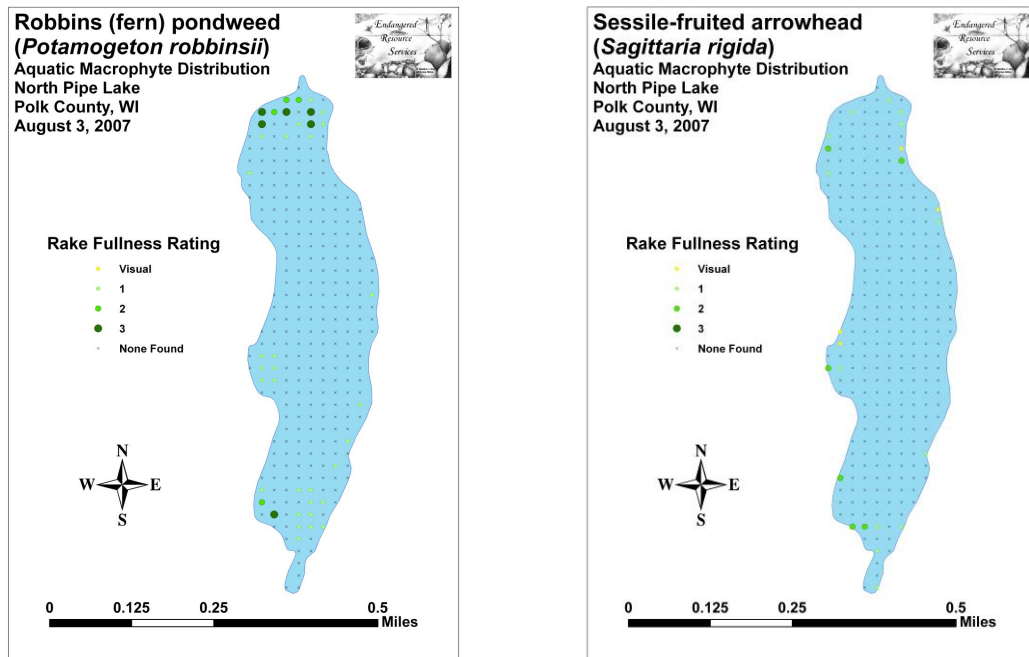 Robbins (fern) pondweed
(Potamogeton robbinsii)
Aquatic Macrophyte Distribution
North Pipe Lake
Polk County, WI
August 3, 2007
Endangered
Resource
Services
Rake Fullness Rating
Visual
1
2
3
None Found
N
W E
S
0 0.125 0.25 0.5
Miles
Sessile-fruited arrowhead
(Sagittaria rigida)
Aquatic Macrophyte Distribution
North Pipe Lake
Polk County, WI
August 3, 2007
Endangered
Resource
Services
Rake Fullness Rating
Visual
1
2
3
None Found
N
W E
S
0 0.125 0.25 0.5
Miles